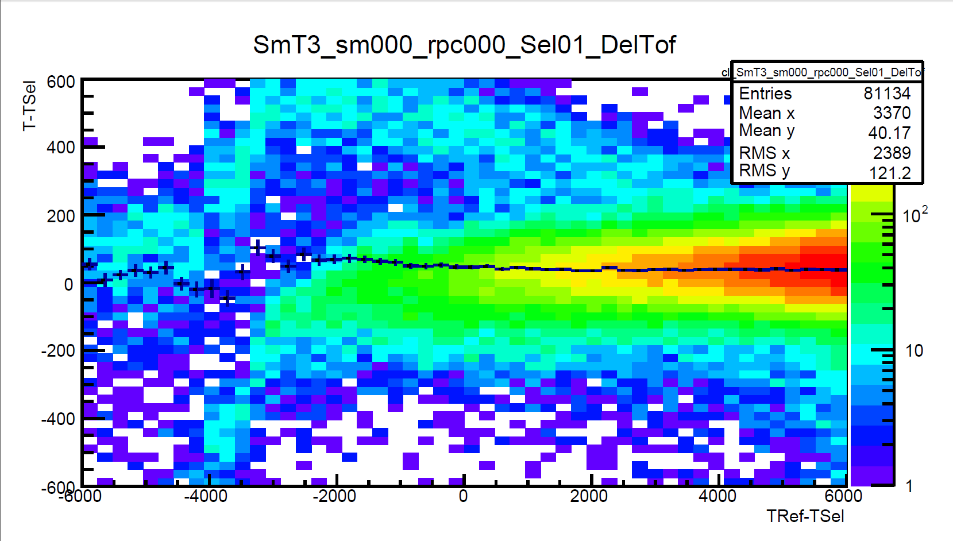 SmT3_sm000_rpc000_Sel01_DelTof
cl_SmT3_sm000_rpc000_Sel01_DelTof
Entries 81134
Mean x 3370
Mean y 40.17
RMS x 2389
RMS y 121.2
T-TSel
600
400
200
0
-200
-400
-600
-6000 -4000 -2000 0 2000 4000 6000
TRef-TSel
10²
10
1